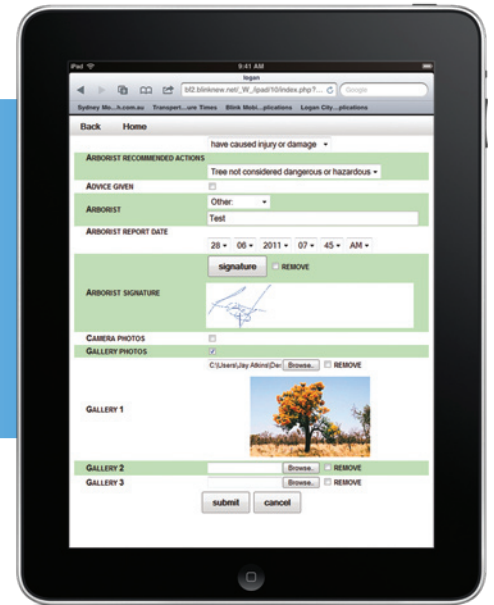 iPad 9:41 AM
logan
bf2.blinknew.net/_W_/ipad/10/index.php?... Google
Sydney Mo...h.com.au Transport...ure Times Blink Mobi...plications Logan City...plications
Back Home
have caused injury or damage
ARBORIST RECOMMENDED ACTIONS
Tree not considered dangerous or hazardous
ADVICE GIVEN
Other:
ARBORIST
Test
ARBORIST REPORT DATE
28 06 2011 07 45 AM
signature REMOVE
ARBORIST SIGNATURE
CAMERA PHOTOS
GALLERY PHOTOS
C:\Users\Jay Atkins\Des Browse.. REMOVE
GALLERY 1
GALLERY 2 Browse.. REMOVE
GALLERY 3 Browse.. REMOVE
submit cancel